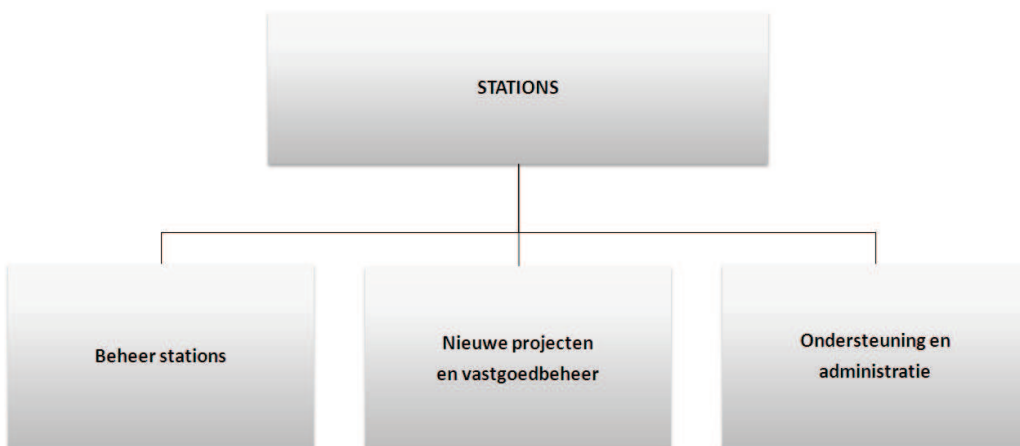 STATIONS
Beheer stations
Nieuwe projecten
en vastgoedbeheer
Ondersteuning en
administratie